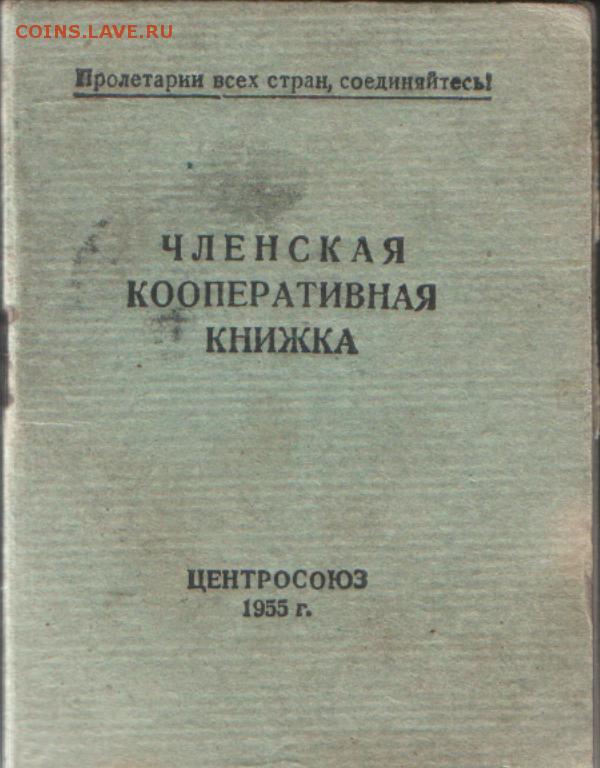 COINS.LAVE.RU
Пролетарии всех стран, соединяйтесь!
ЧЛЕНСКАЯ
КООПЕРАТИВНАЯ
КНИЖКА
ЦЕНТРОСОЮЗ
1955 г.